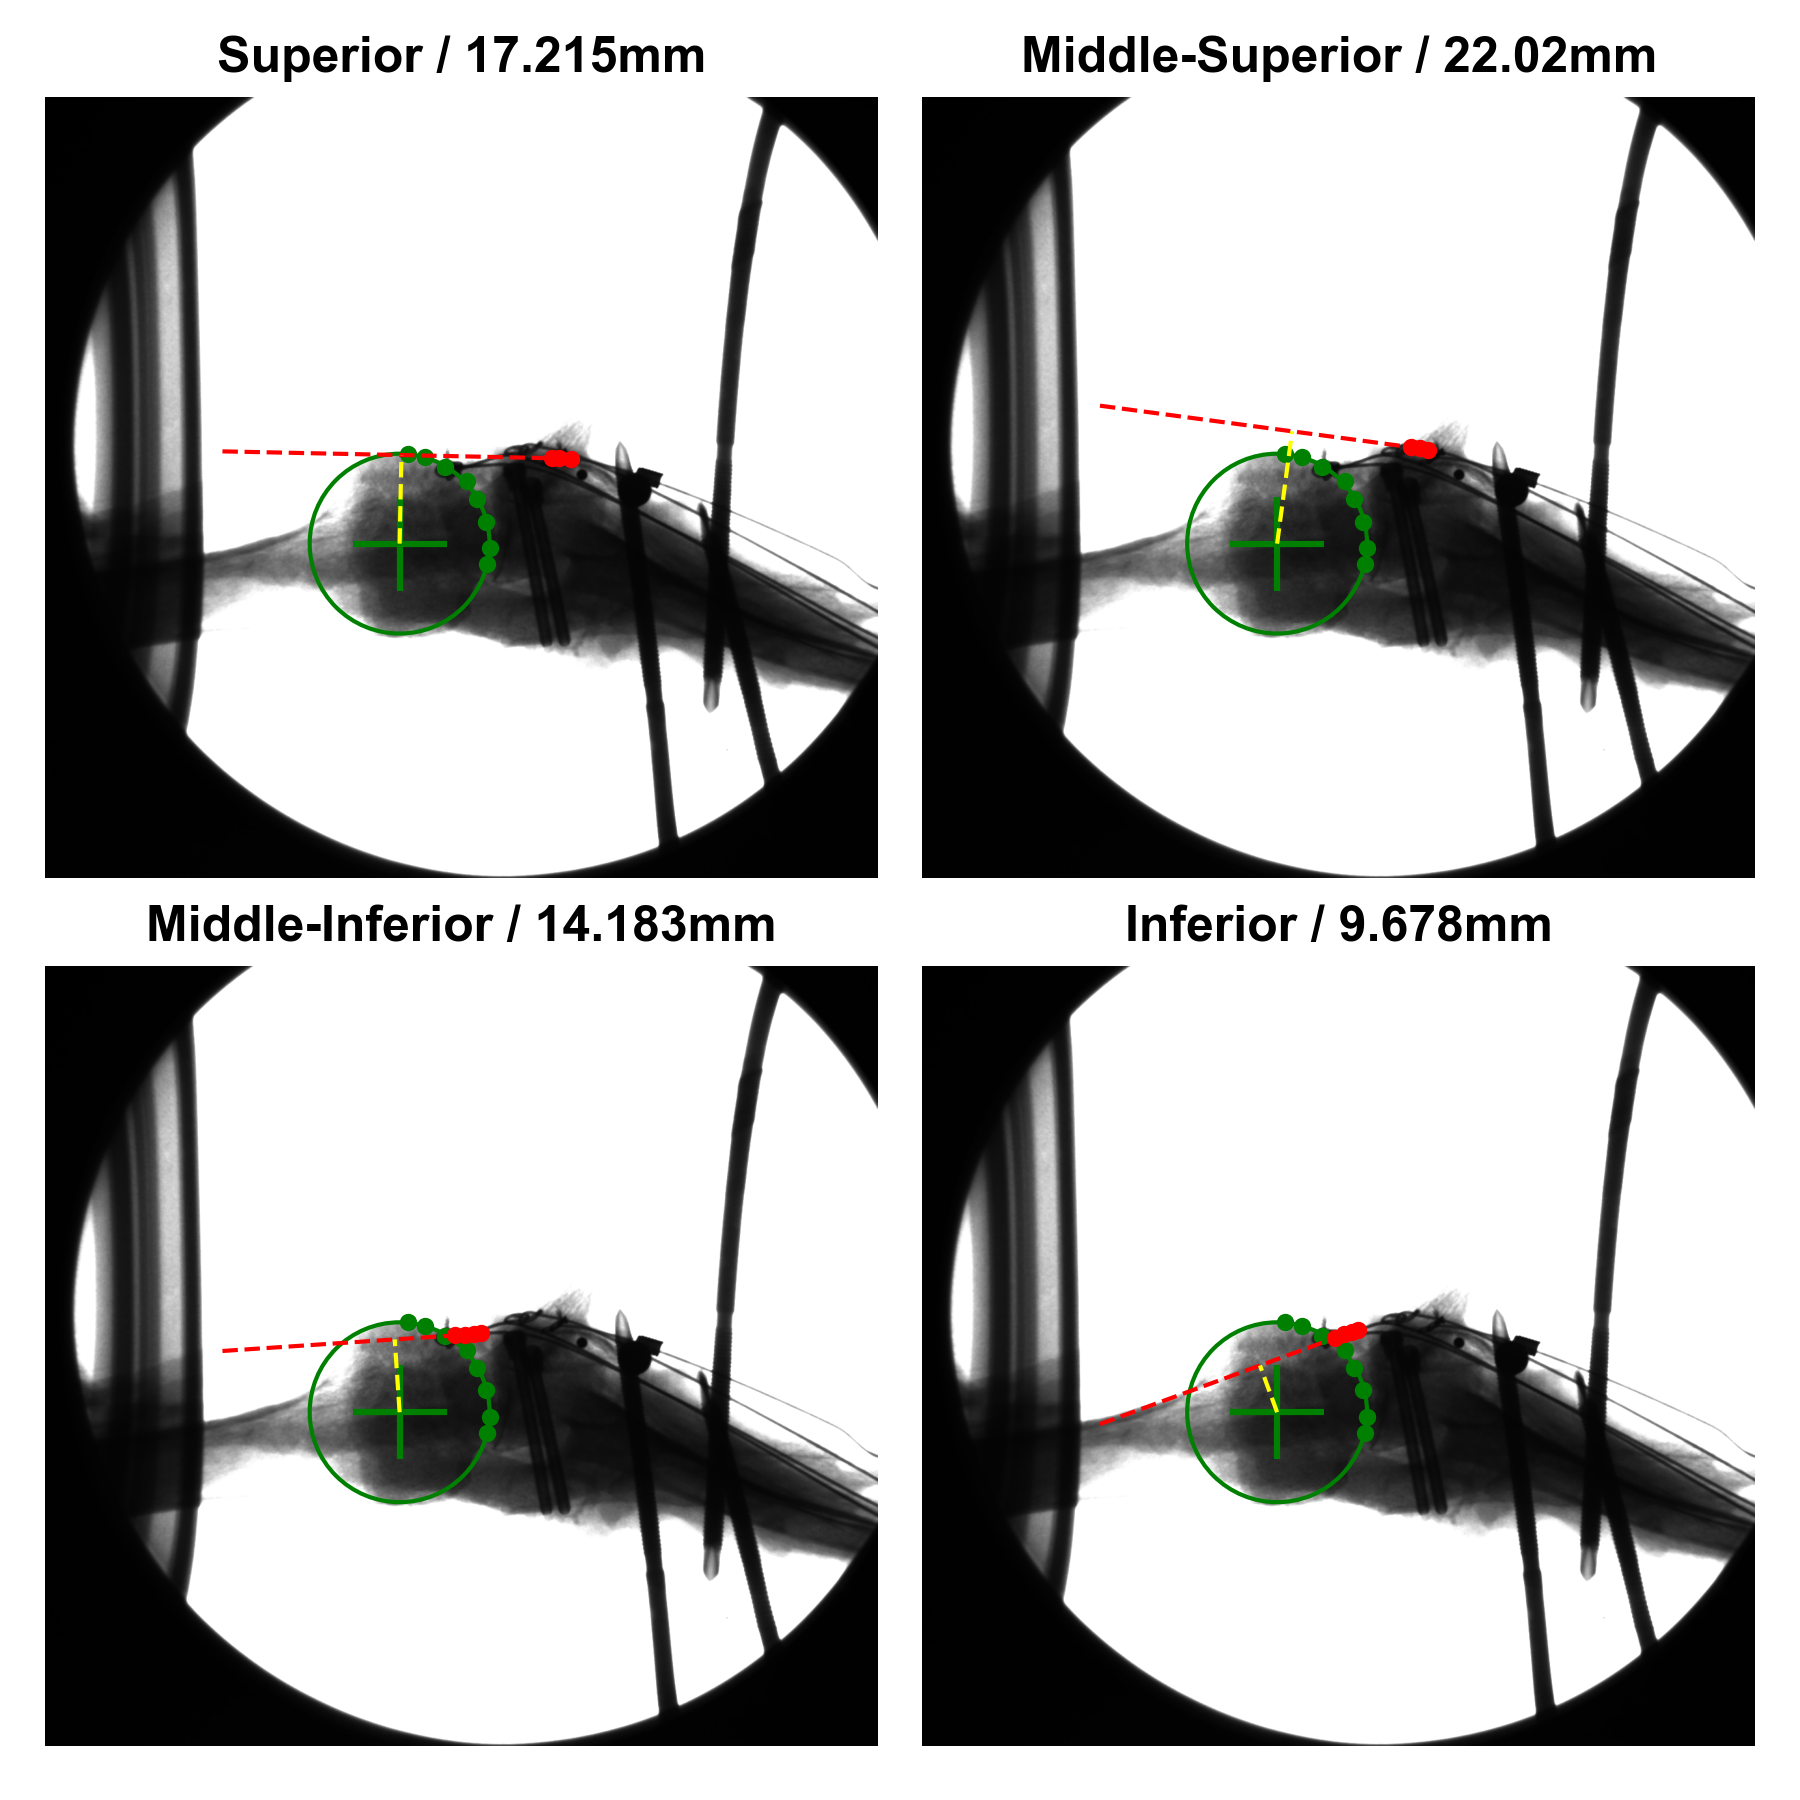 Superior / 17.215mm
Middle-Superior / 22.02mm
Middle-Inferior / 14.183mm
Inferior / 9.678mm